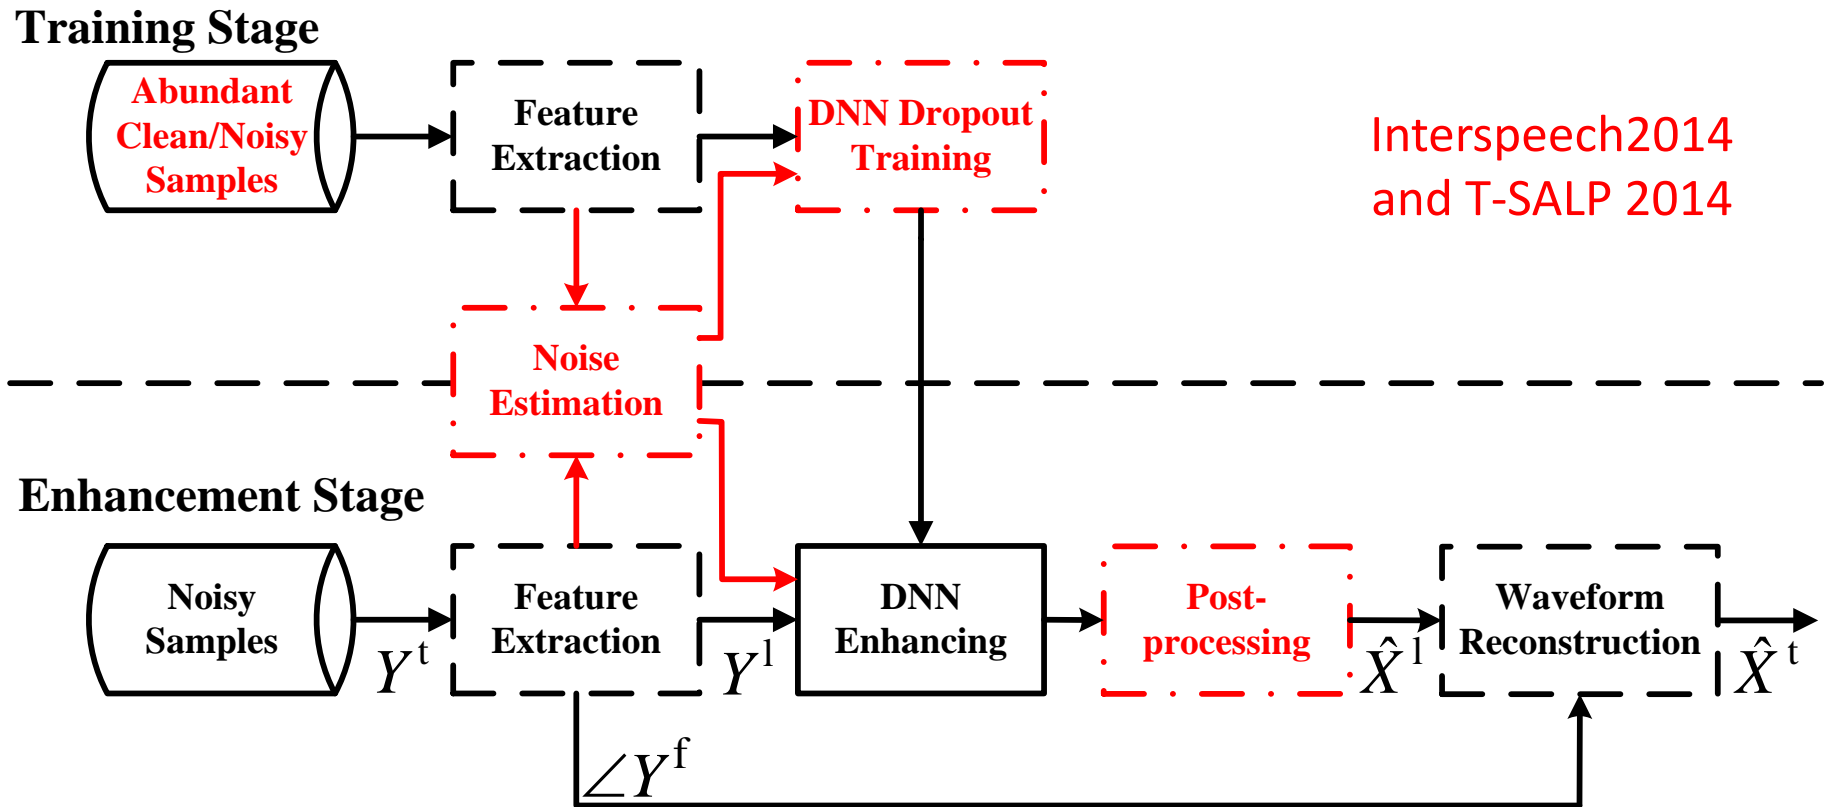 Training Stage
Abundant
Clean/Noisy
Samples
Feature
Extraction
DNN Dropout
Training
Interspeech2014
and T-SALP 2014
Noise
Estimation
Enhancement Stage
Noisy
Samples
Y^t
Feature
Extraction
Y^l
DNN
Enhancing
Post-
processing
X̂^l
Waveform
Reconstruction
X̂^t
∠Y^f